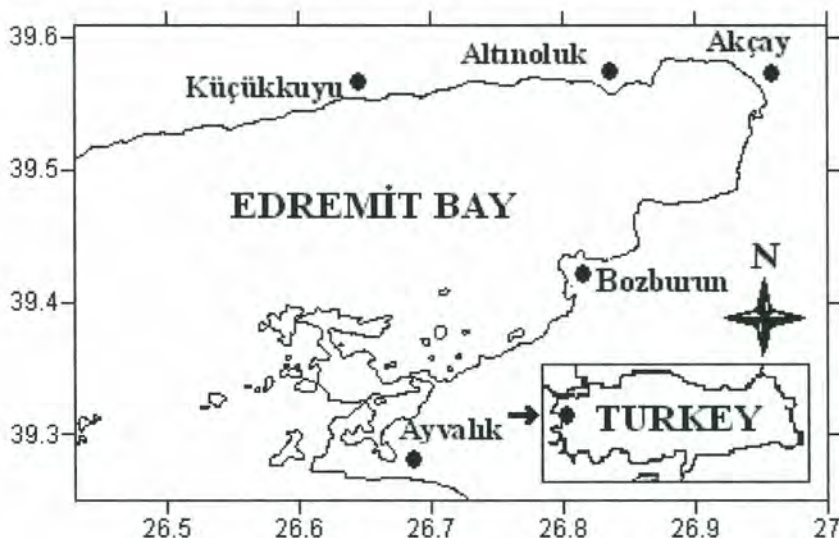 39.6
Altınoluk
Akçay
Küçükkuyu
39.5
EDREMİT BAY
Bozburun
N
39.4
TURKEY
39.3
Ayvalık
26.5 26.6 26.7 26.8 26.9 27